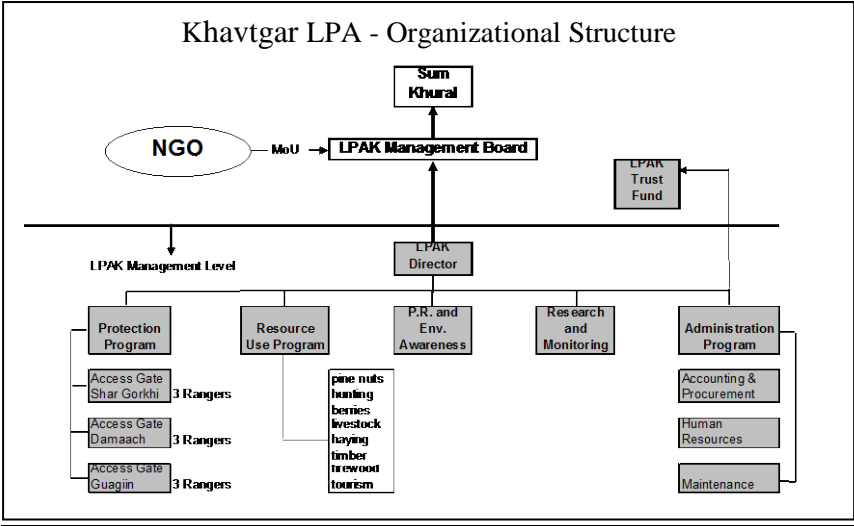 Khavtgar LPA - Organizational Structure
Sum
Khural
NGO
MoU
LPAK Management Board
LPAK
Trust
Fund
LPAK Management Level
LPAK
Director
Protection
Program
Resource
Use Program
P.R. and
Env.
Awareness
Research
and
Monitoring
Administration
Program
Access Gate
Shar Gorkhi
3 Rangers
Access Gate
Damaach
3 Rangers
Access Gate
Guagiin
3 Rangers
pine nuts
hunting
berries
livestock
haying
timber
firewood
tourism
Accounting &
Procurement
Human
Resources
Maintenance